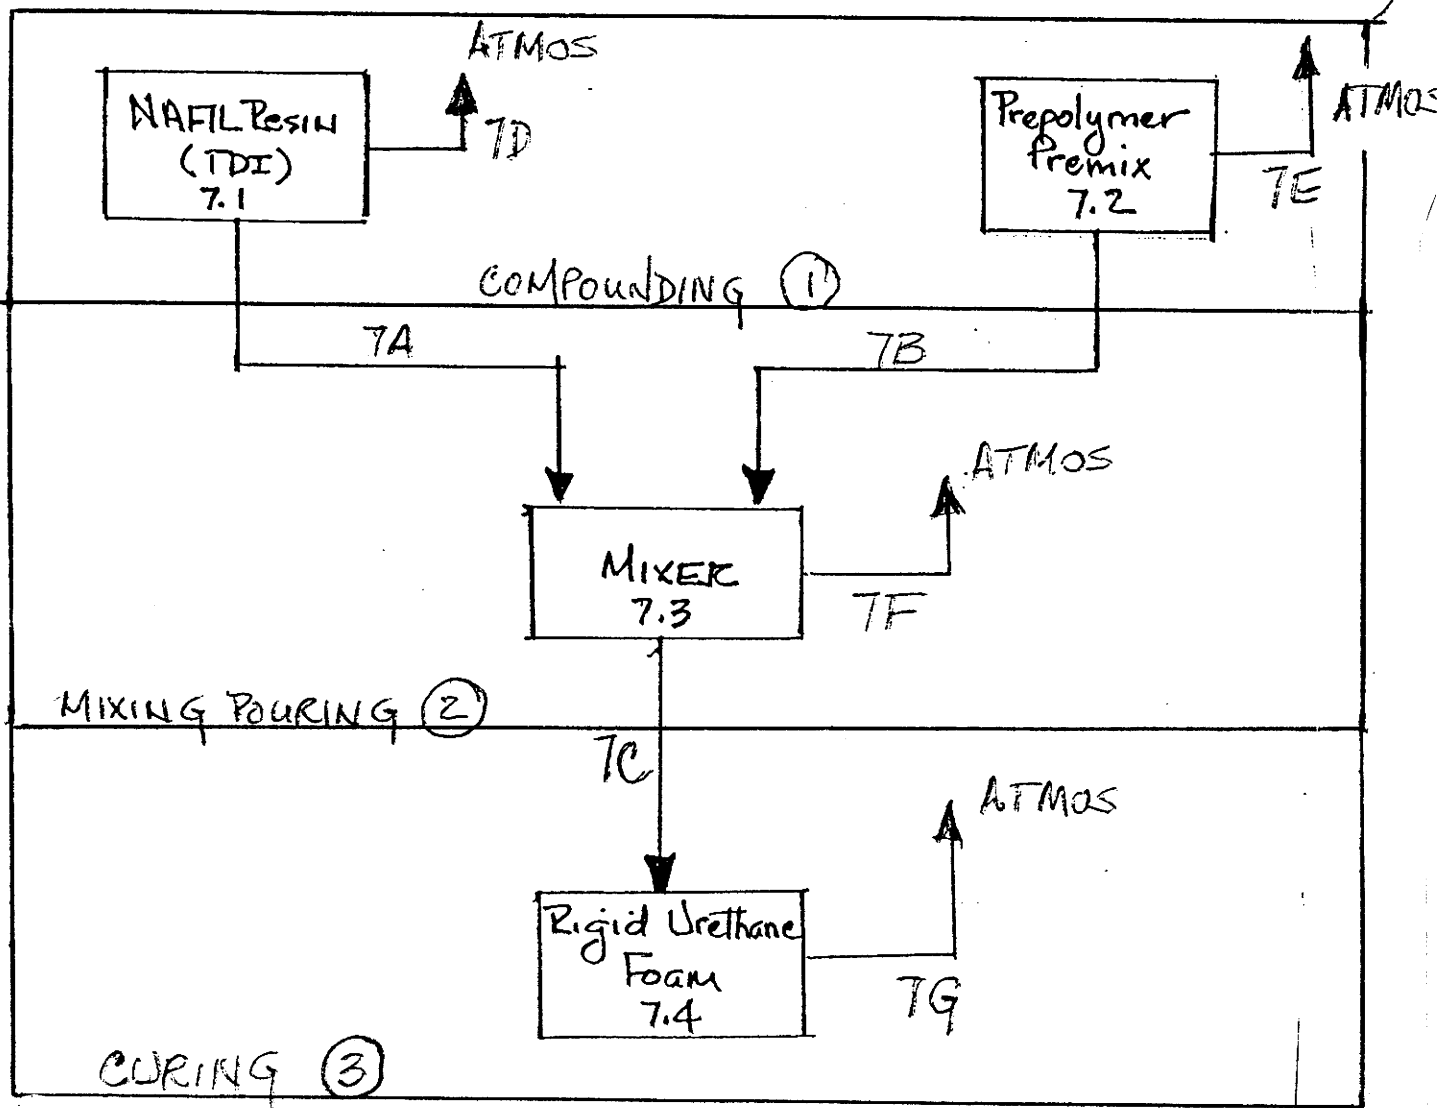 ATMOS
NAFIL RESIN
(TDI)
7.1
7D
Prepolymer
Premix
7.2
ATMOS
7E
COMPOUNDING 1
7A
7B
ATMOS
MIXER
7.3
7F
MIXING POURING 2
7C
ATMOS
Rigid Urethane
Foam
7.4
7G
CURING 3